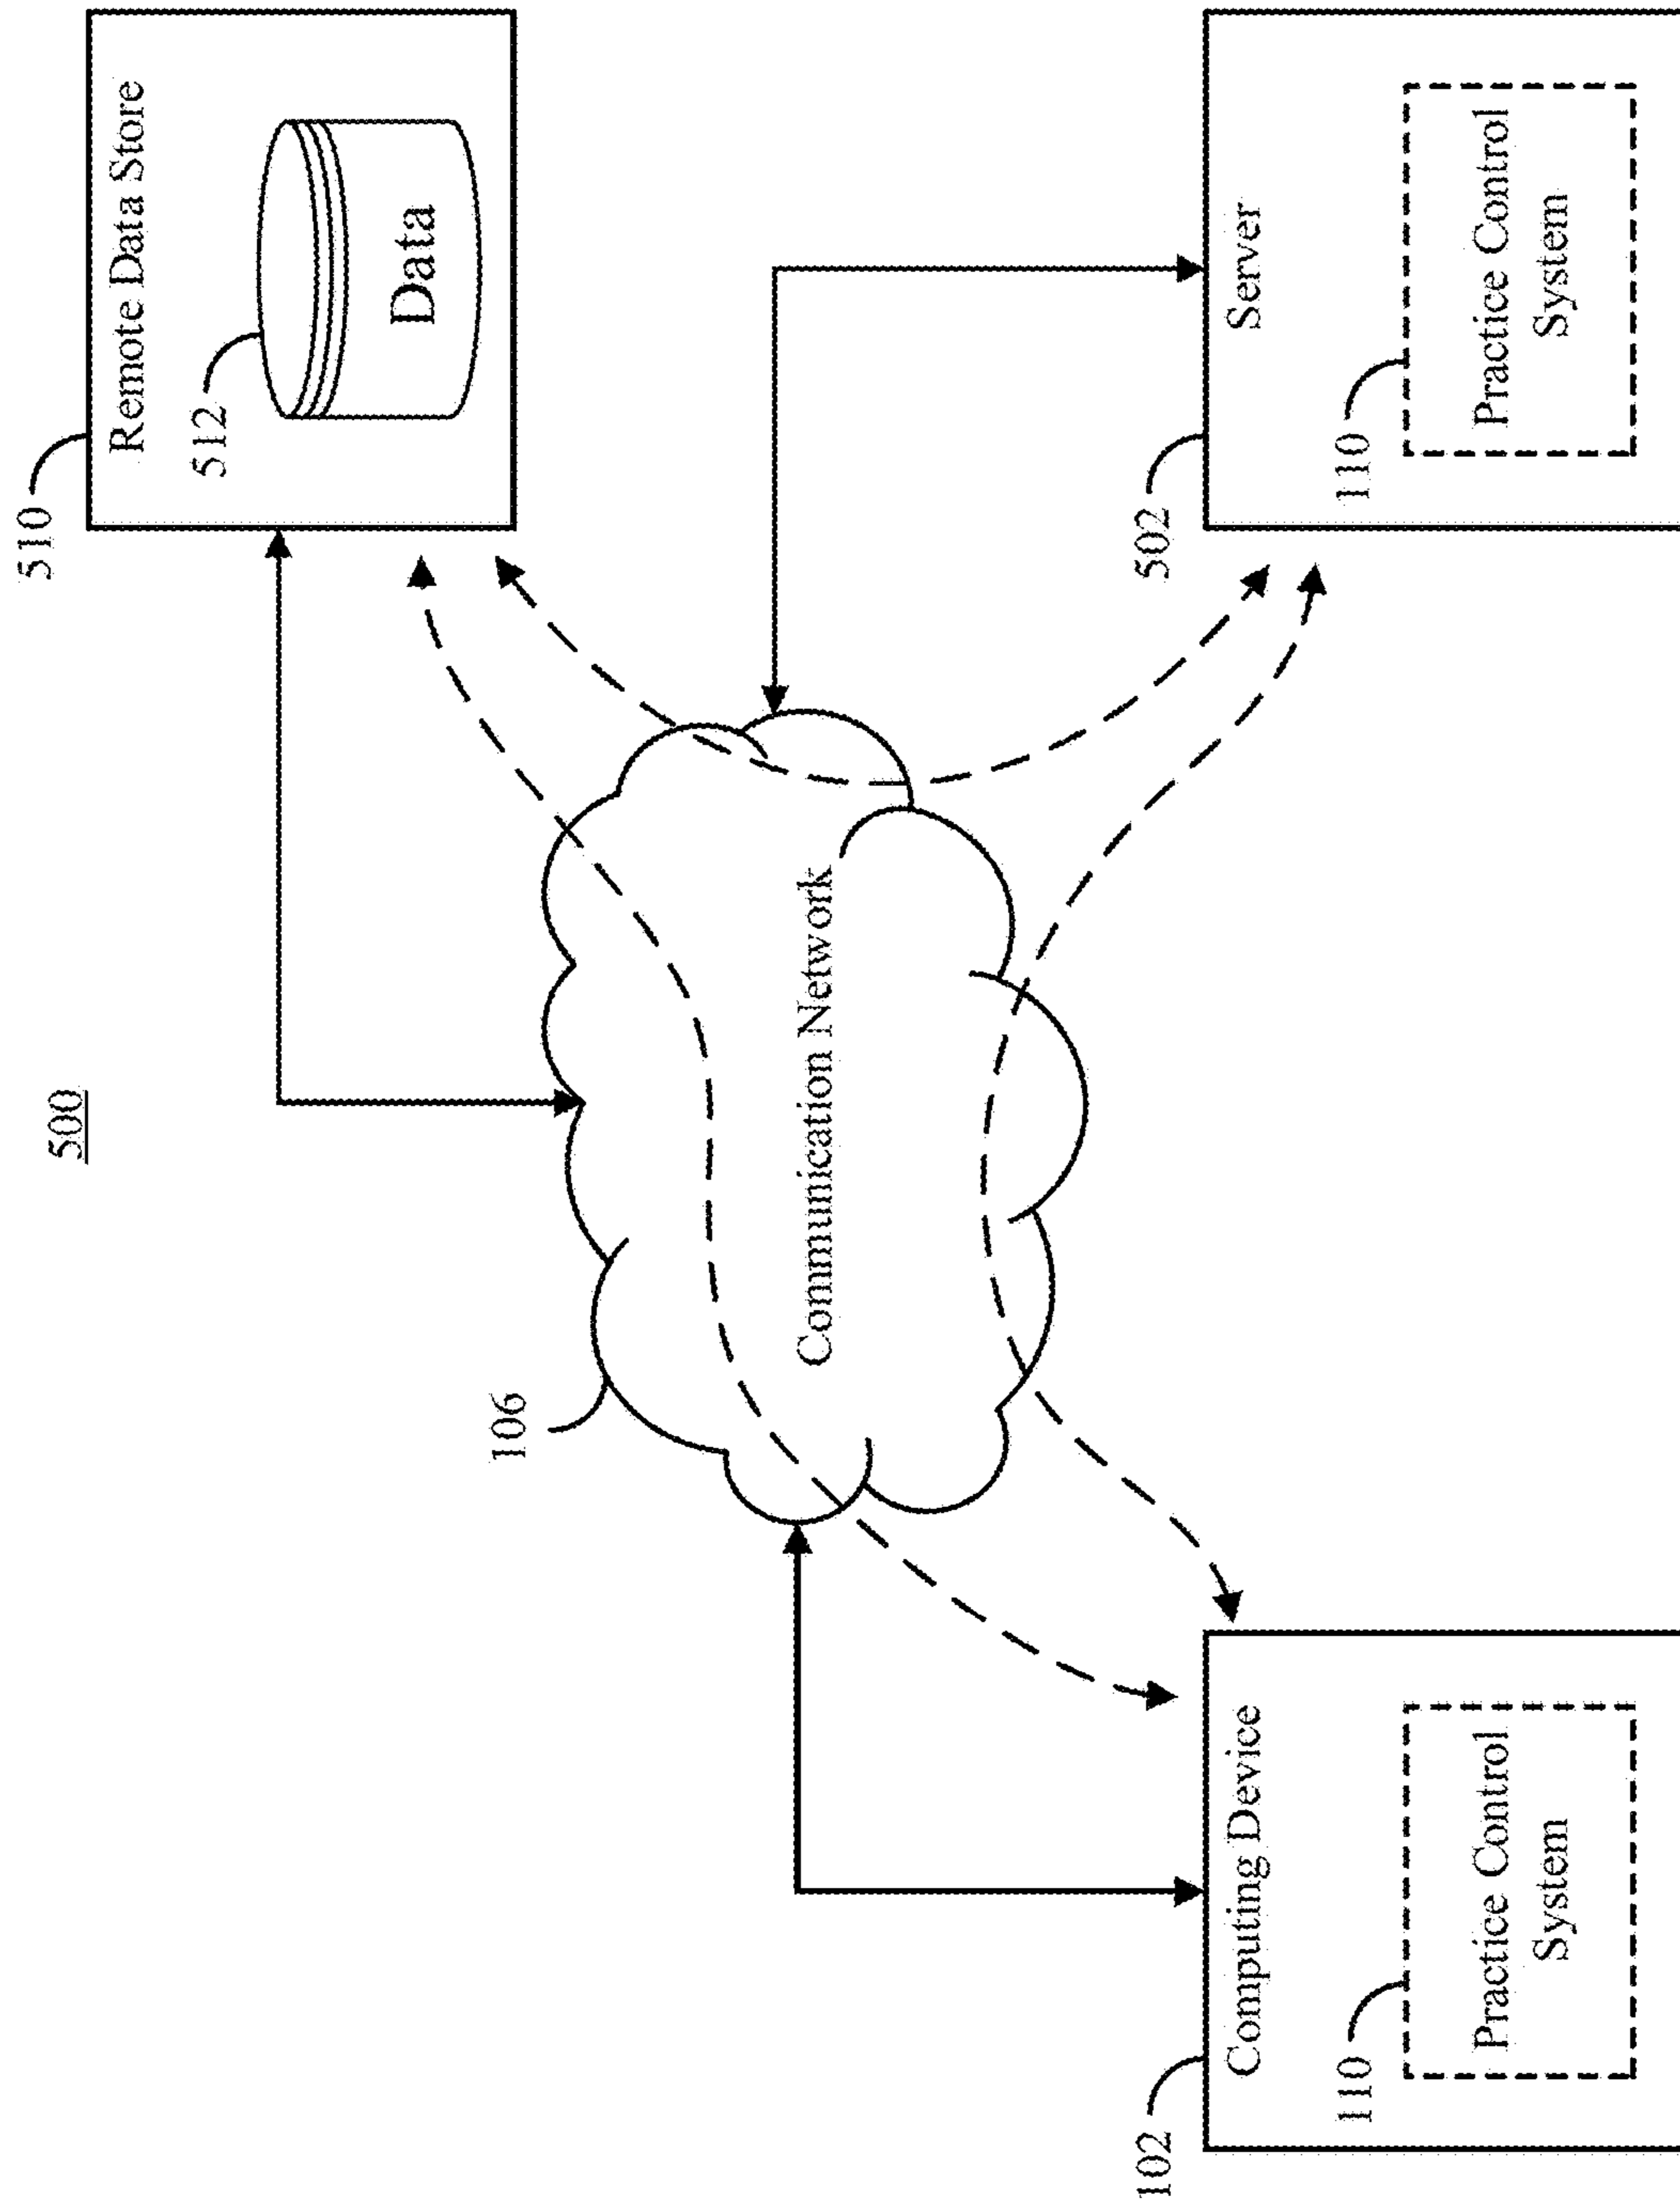 500
510
Remote Data Store
512
Data
106
Communication Network
102
Computing Device
110
Practice Control
System
502
Server
110
Practice Control
System